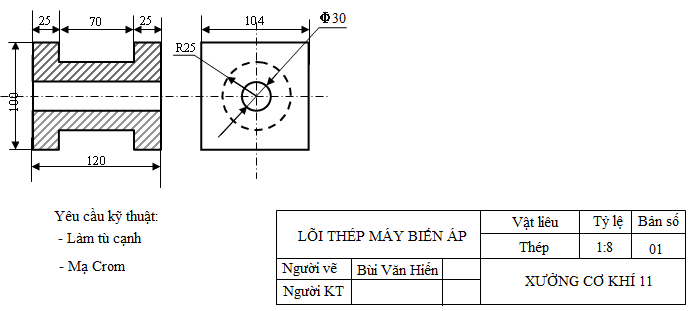 25 70 25
104
Φ30
R25
100
120
Yêu cầu kỹ thuật:
- Làm tù cạnh
- Mạ Crom
LÕI THÉP MÁY BIẾN ÁP
Vật liêu Tỷ lệ Bản số
Thép 1:8 01
Người vẽ Bùi Văn Hiến
XƯỞNG CƠ KHÍ 11
Người KT